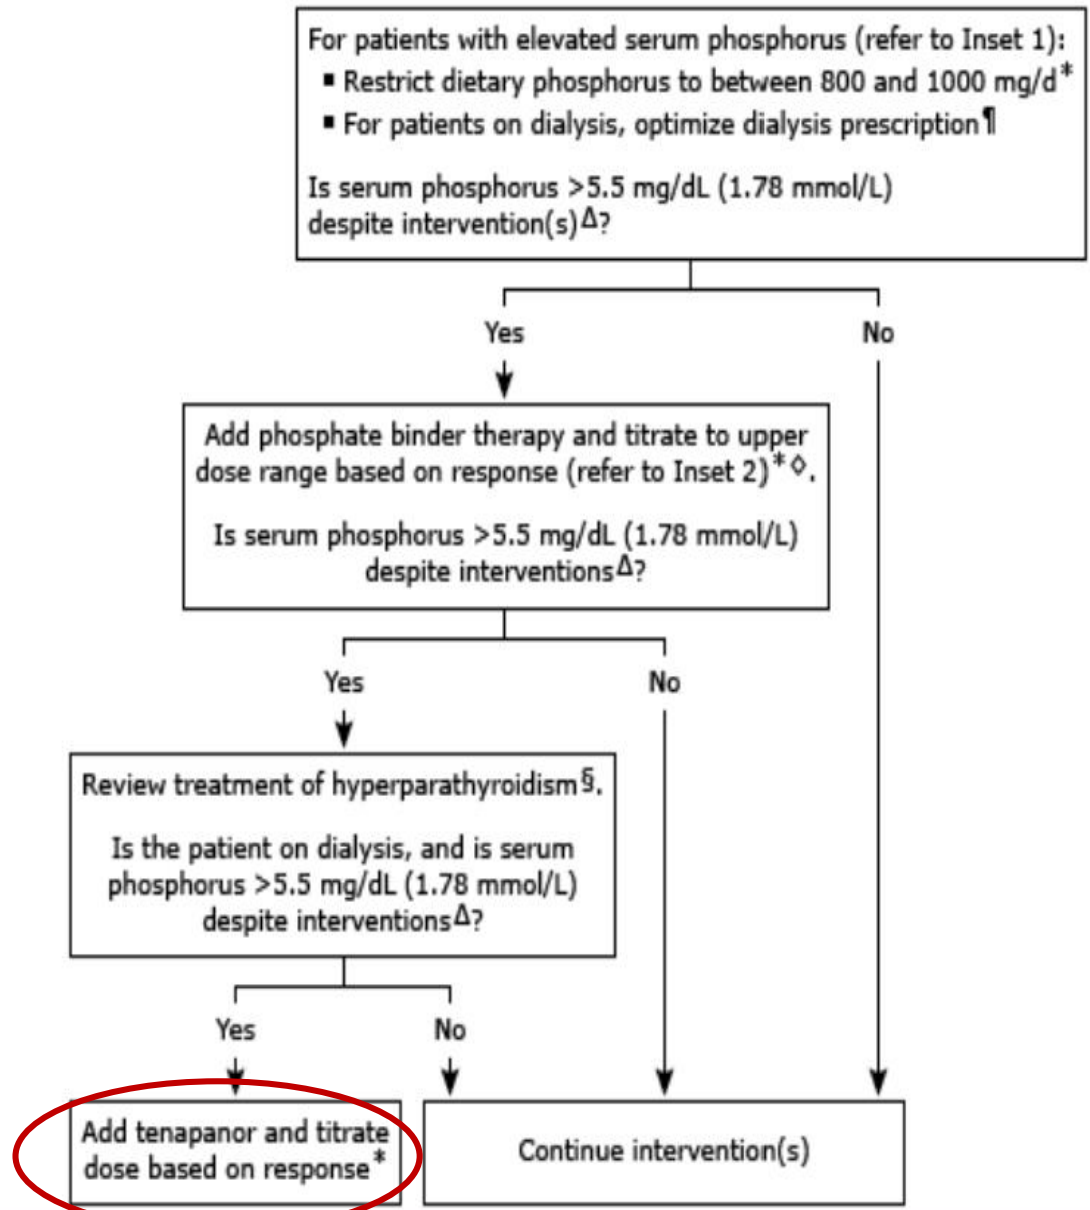 For patients with elevated serum phosphorus (refer to Inset 1):
▪ Restrict dietary phosphorus to between 800 and 1000 mg/d*
▪ For patients on dialysis, optimize dialysis prescription¶
Is serum phosphorus >5.5 mg/dL (1.78 mmol/L)
despite intervention(s)Δ?
Yes
No
Add phosphate binder therapy and titrate to upper
dose range based on response (refer to Inset 2)*◊.
Is serum phosphorus >5.5 mg/dL (1.78 mmol/L)
despite interventionsΔ?
Yes
No
Review treatment of hyperparathyroidism§.
Is the patient on dialysis, and is serum
phosphorus >5.5 mg/dL (1.78 mmol/L)
despite interventionsΔ?
Yes
No
Add tenapanor and titrate
dose based on response*
Continue intervention(s)